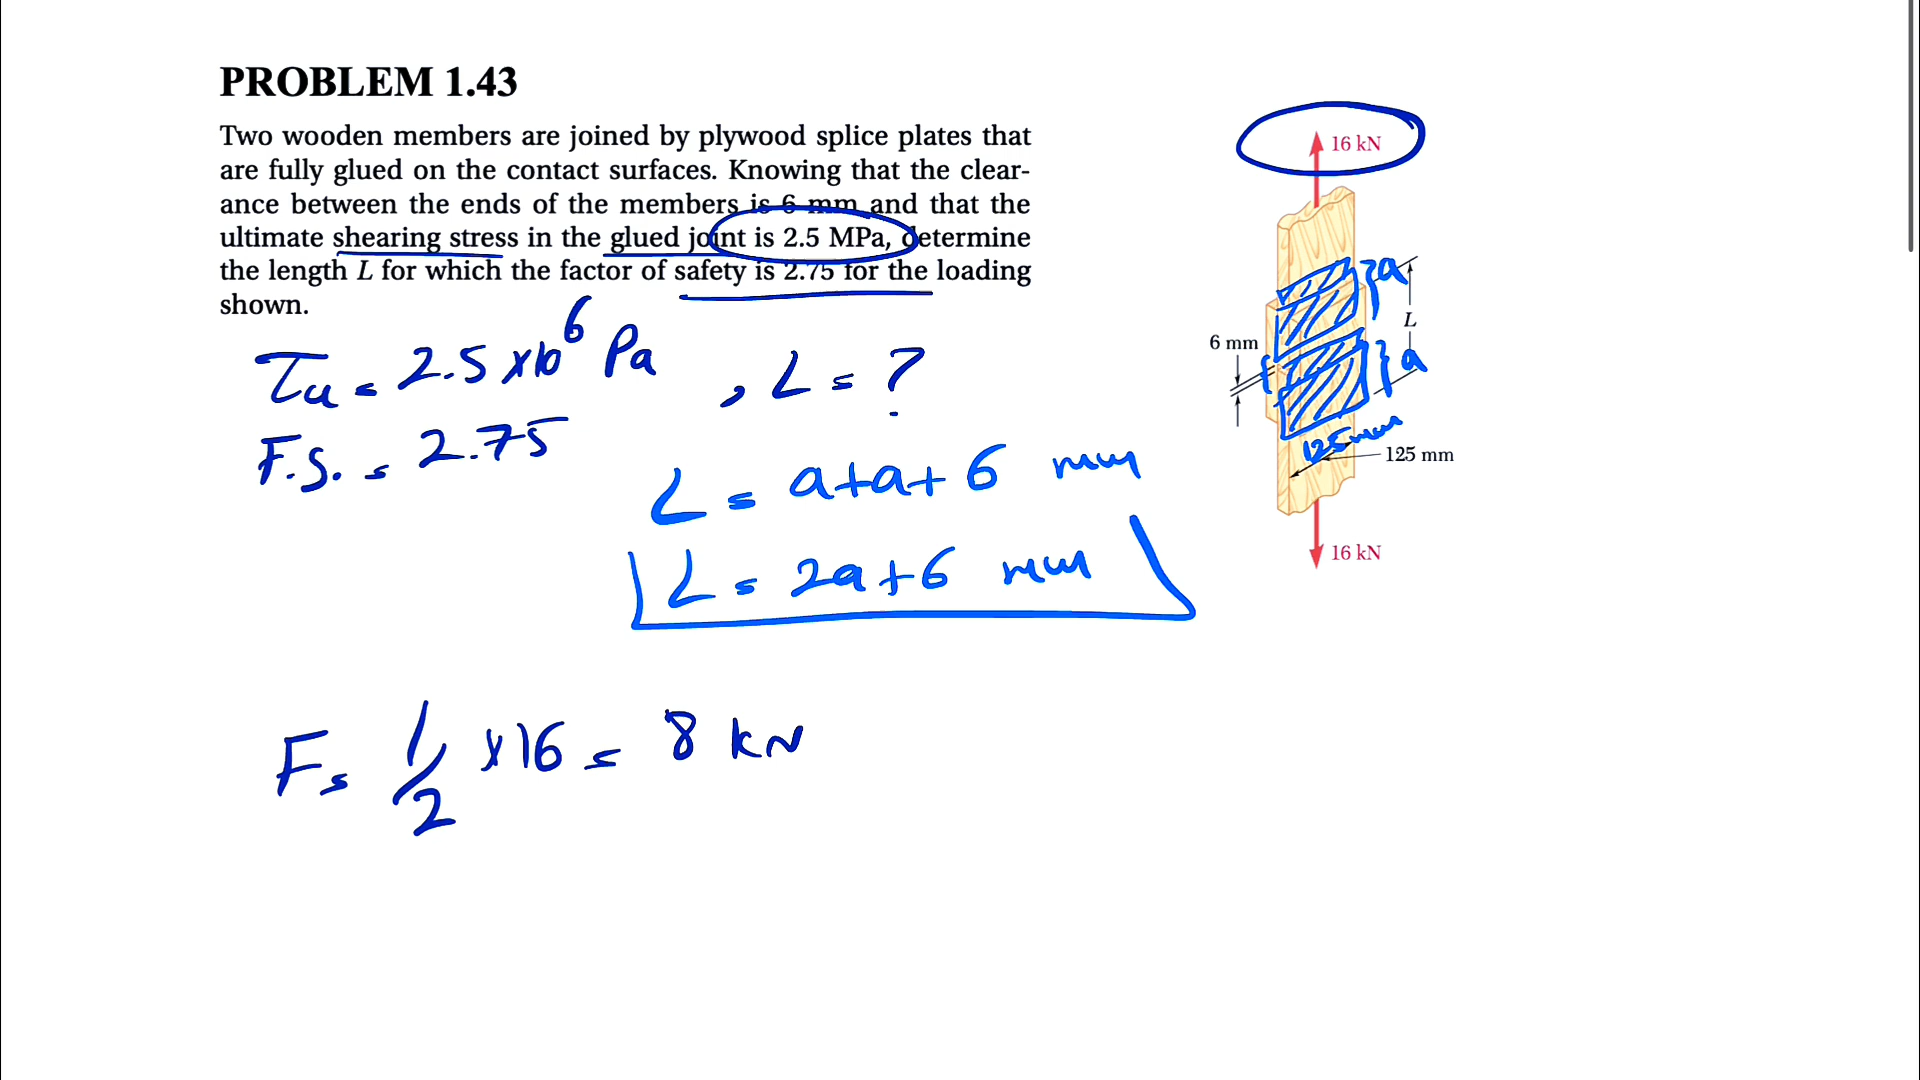 PROBLEM 1.43
Two wooden members are joined by plywood splice plates that
are fully glued on the contact surfaces. Knowing that the clear-
ance between the ends of the members is 6 mm and that the
ultimate shearing stress in the glued joint is 2.5 MPa, determine
the length L for which the factor of safety is 2.75 for the loading
shown.
16 kN
a
L
6 mm
a
125 mm
125 mm
16 kN
τu = 2.5 x10^6 Pa , L = ?
F.S. = 2.75
L = a+a+6 mm
L = 2a+6 mm
F = 1/2 x16 = 8 kN